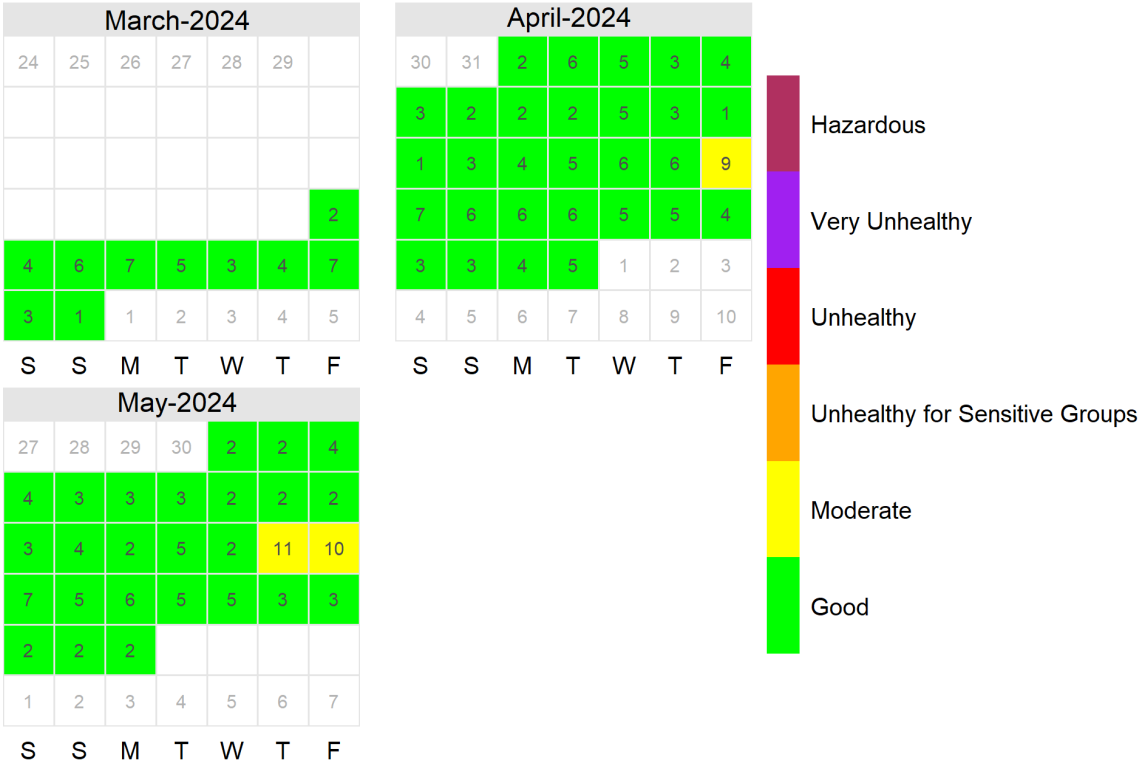 March-2024
24 25 26 27 28 29
2
4 6 7 5 3 4 7
3 1 1 2 3 4 5
S S M T W T F
April-2024
30 31 2 6 5 3 4
3 2 2 2 5 3 1
1 3 4 5 6 6 9
7 6 6 6 5 5 4
3 3 4 5 1 2 3
4 5 6 7 8 9 10
S S M T W T F
May-2024
27 28 29 30 2 2 4
4 3 3 3 2 2 2
3 4 2 5 2 11 10
7 5 6 5 5 3 3
2 2 2
1 2 3 4 5 6 7
S S M T W T F
Hazardous
Very Unhealthy
Unhealthy
Unhealthy for Sensitive Groups
Moderate
Good